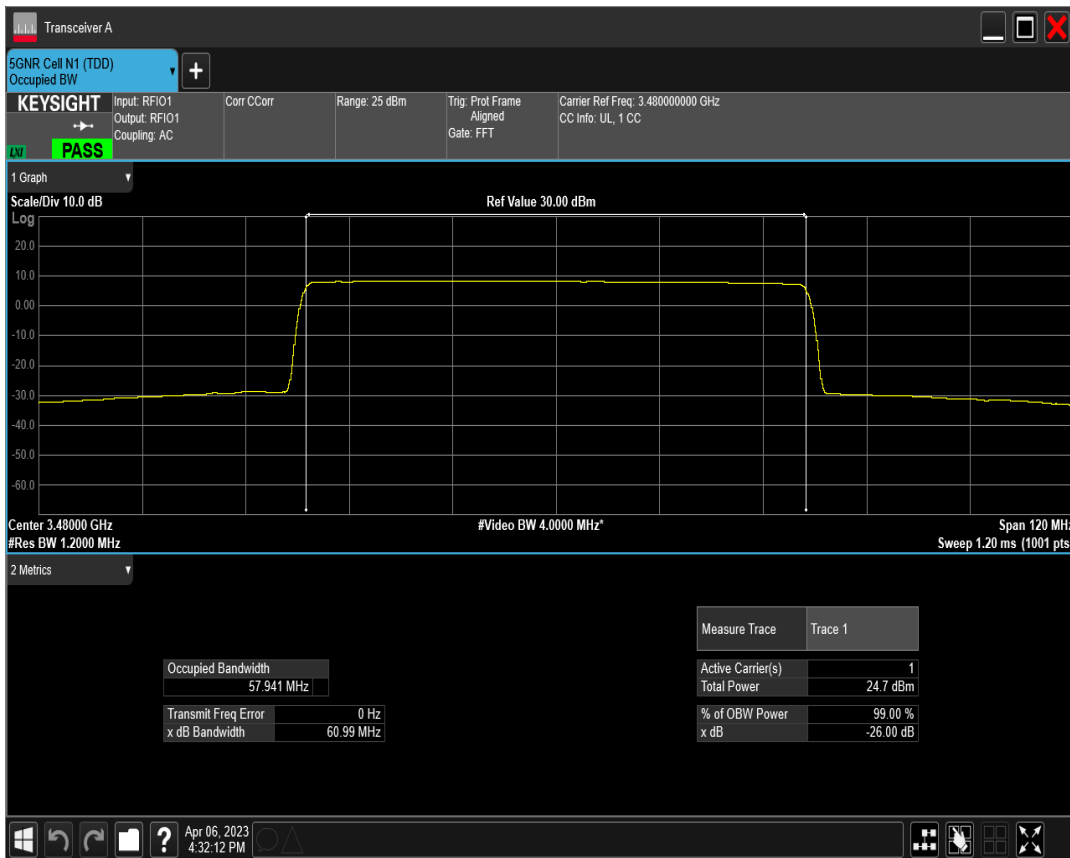 Transceiver A
5GNR Cell N1 (TDD)
Occupied BW
+
KEYSIGHT
LXI
PASS
Input: RFIO1
Output: RFIO1
Coupling: AC
Corr CCorr
Range: 25 dBm
Trig: Prot Frame
Aligned
Gate: FFT
Carrier Ref Freq: 3.480000000 GHz
CC Info: UL, 1 CC
1 Graph
Scale/Div 10.0 dB
Ref Value 30.00 dBm
Log
20.0
10.0
0.00
-10.0
-20.0
-30.0
-40.0
-50.0
-60.0
Center 3.48000 GHz
#Video BW 4.0000 MHz*
Span 120 MHz
#Res BW 1.2000 MHz
Sweep 1.20 ms (1001 pts
2 Metrics
Measure Trace Trace 1
Occupied Bandwidth
57.941 MHz
Active Carrier(s) 1
Total Power 24.7 dBm
Transmit Freq Error 0 Hz
x dB Bandwidth 60.99 MHz
% of OBW Power 99.00 %
x dB -26.00 dB
?
Apr 06, 2023
4:32:12 PM